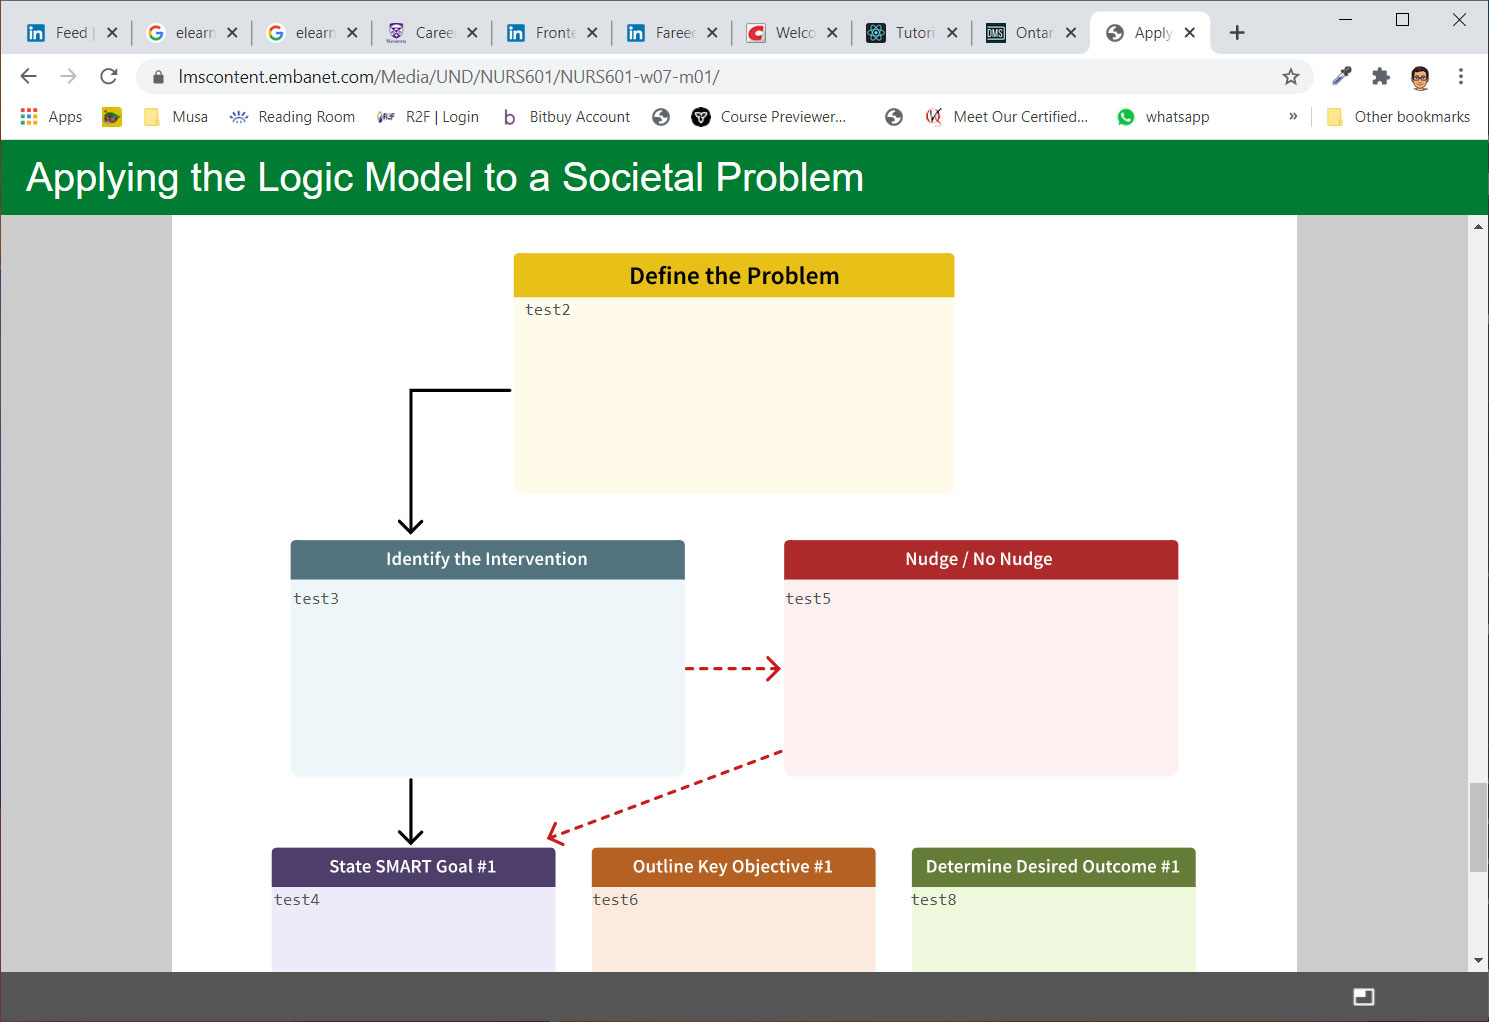 Feed
elearn
elearn
Caree
Fronte
Fareed
Welco
Tutori
DMS
Ontar
Apply
lmscontent.embanet.com/Media/UND/NURS601/NURS601-w07-m01/
Apps
Musa
Reading Room
R2F | Login
Bitbuy Account
Course Previewer...
Meet Our Certified...
whatsapp
»
Other bookmarks
Applying the Logic Model to a Societal Problem
Define the Problem
test2
Identify the Intervention
Nudge / No Nudge
test3
test5
State SMART Goal #1
Outline Key Objective #1
Determine Desired Outcome #1
test4
test6
test8